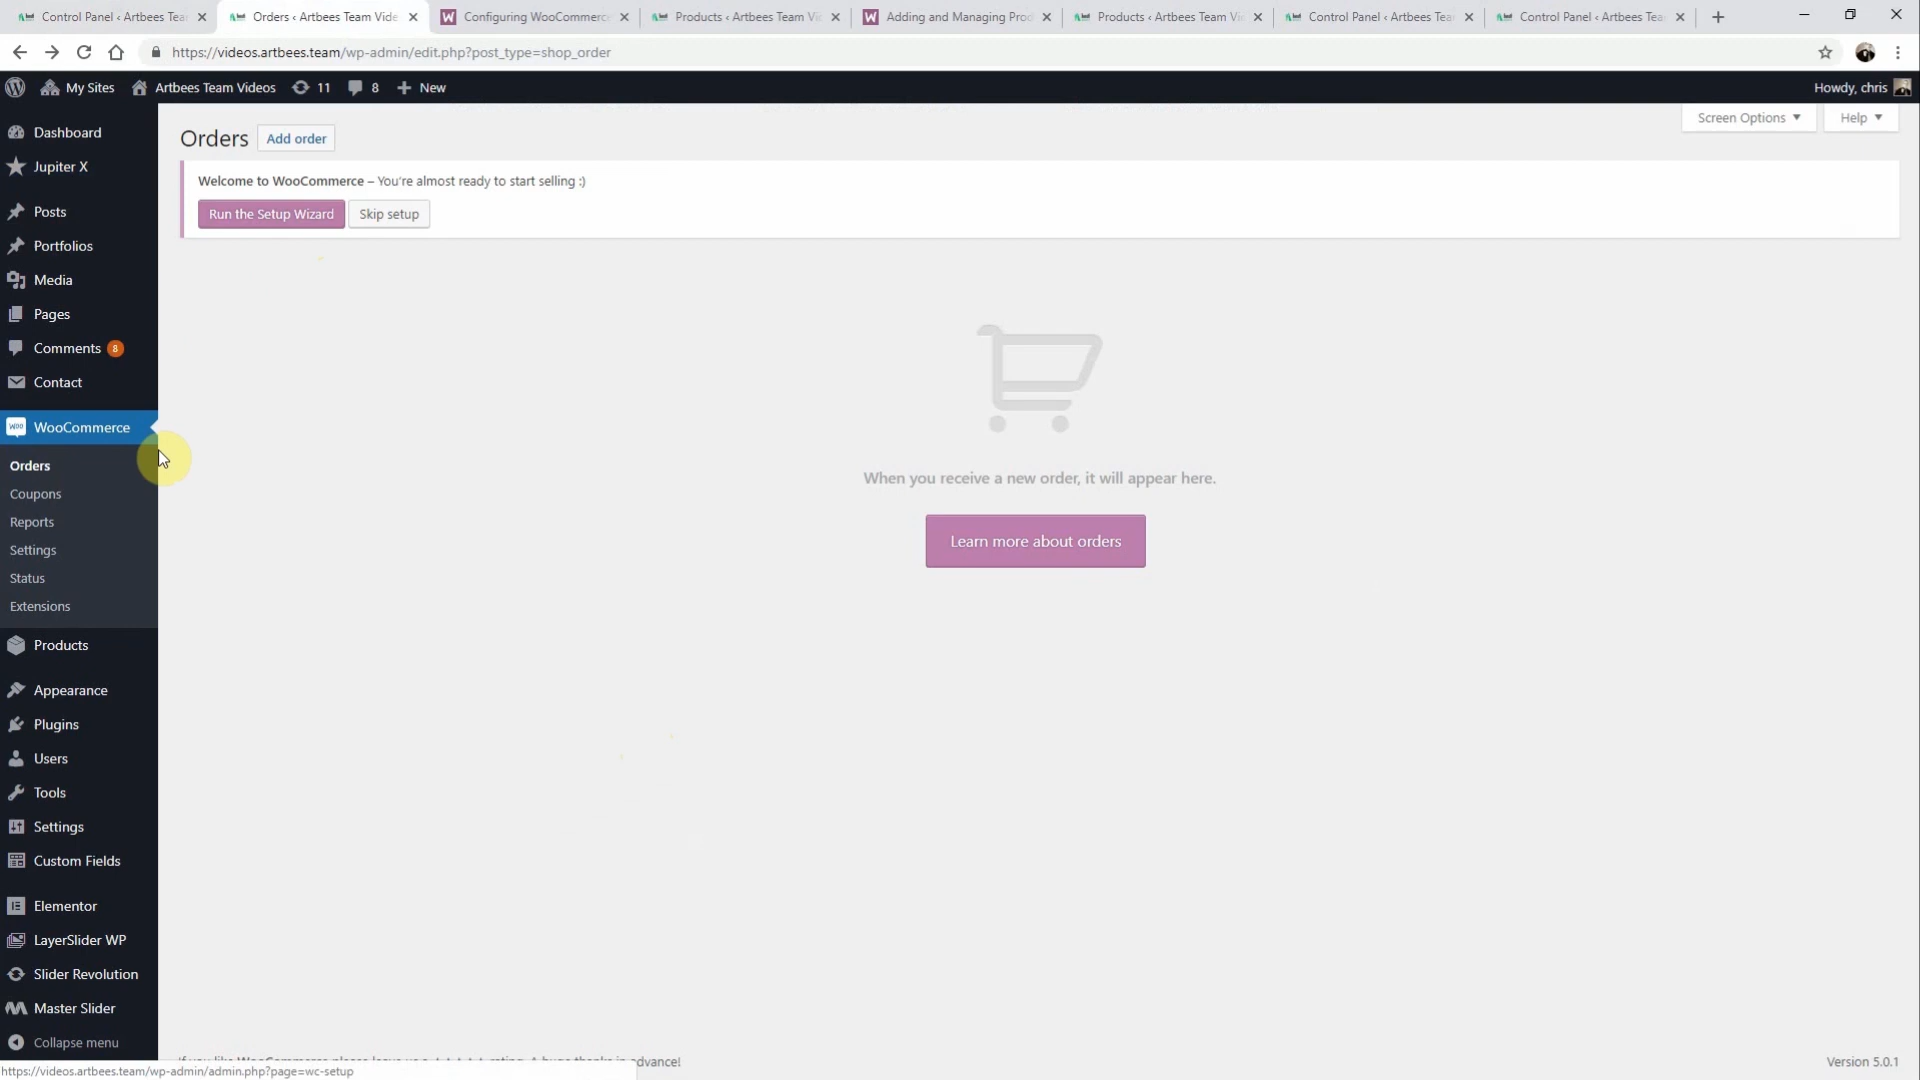 Control Panel ‹ Artbees Tea
Orders ‹ Artbees Team Vide
Configuring WooCommerce
Products ‹ Artbees Team Vi
Adding and Managing Prod
Products ‹ Artbees Team Vi
Control Panel ‹ Artbees Tea
Control Panel ‹ Artbees Tea
https://videos.artbees.team/wp-admin/edit.php?post_type=shop_order
My Sites
Artbees Team Videos
11
8
+ New
Howdy, chris
Screen Options ▼
Help ▼
Dashboard
Jupiter X
Posts
Portfolios
Media
Pages
Comments 8
Contact
WooCommerce
Orders
Coupons
Reports
Settings
Status
Extensions
Products
Appearance
Plugins
Users
Tools
Settings
Custom Fields
Elementor
LayerSlider WP
Slider Revolution
Master Slider
Collapse menu
Orders
Add order
Welcome to WooCommerce – You're almost ready to start selling :)
Run the Setup Wizard
Skip setup
When you receive a new order, it will appear here.
Learn more about orders
rating. A huge thanks in advance!
Version 5.0.1
https://videos.artbees.team/wp-admin/admin.php?page=wc-setup